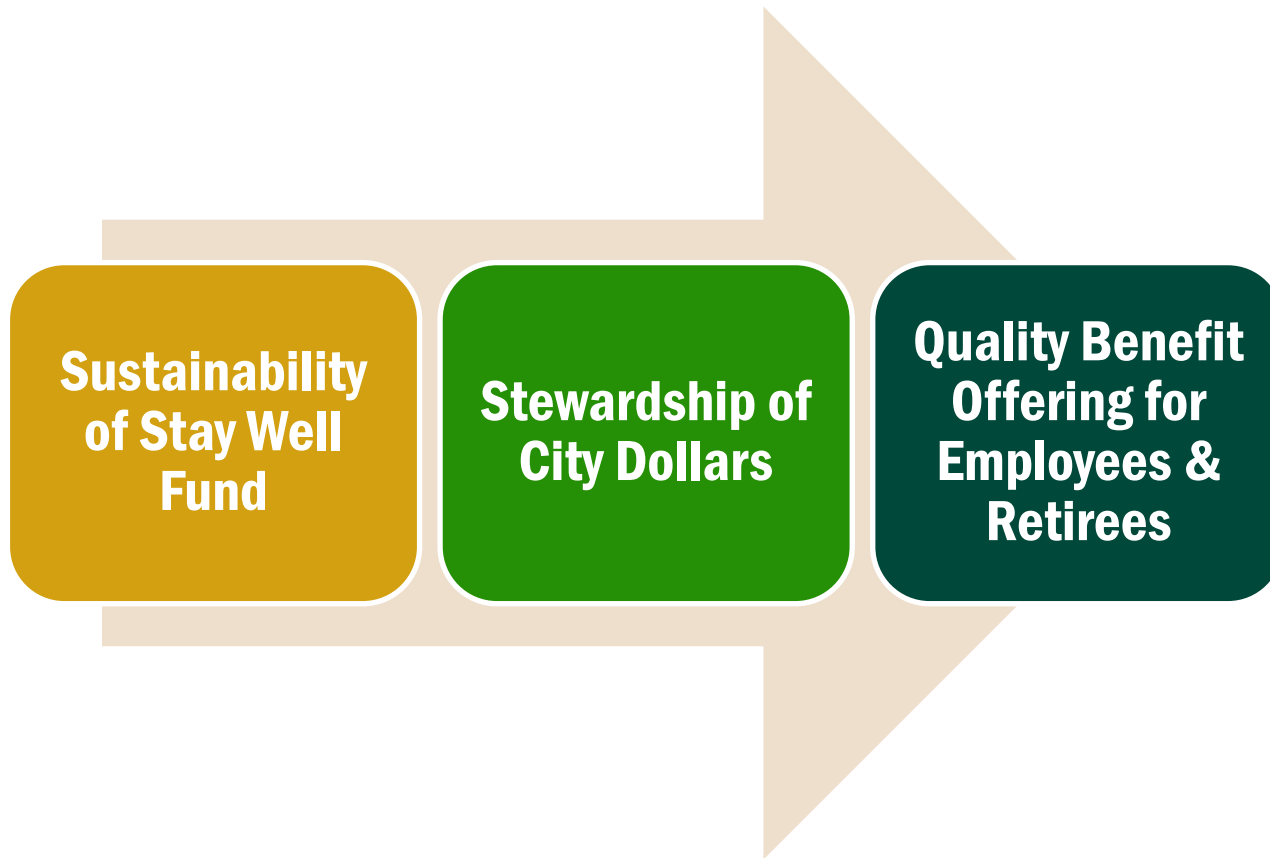 Sustainability
of Stay Well
Fund
Stewardship of
City Dollars
Quality Benefit
Offering for
Employees &
Retirees